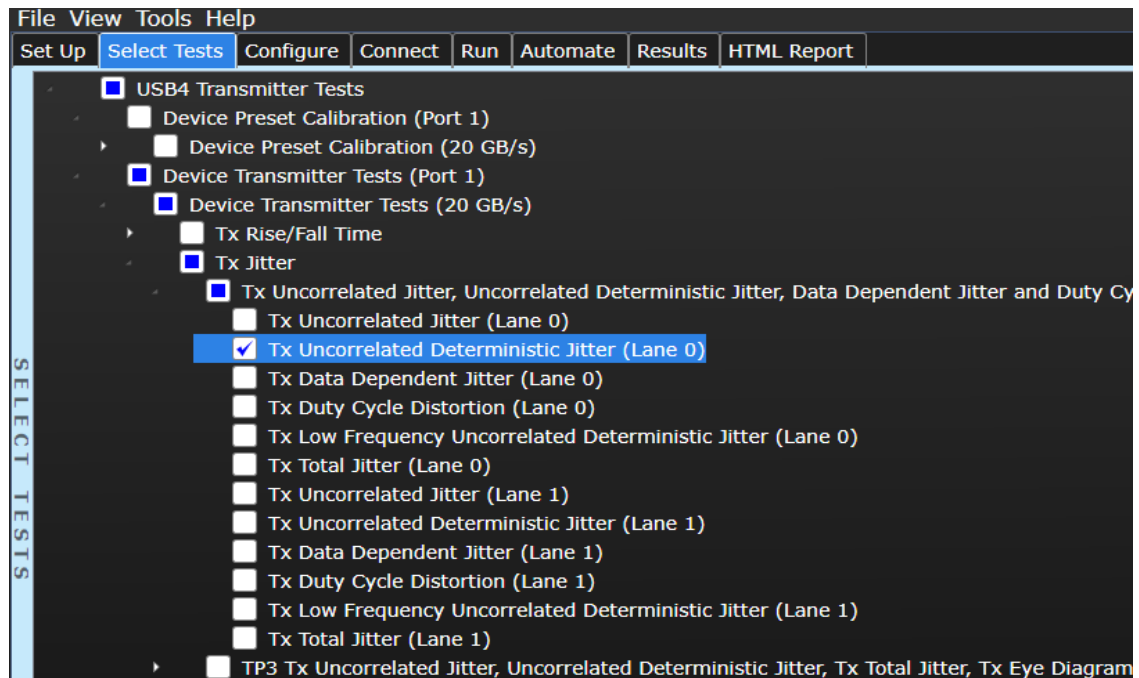 File View Tools Help
Set Up Select Tests Configure Connect Run Automate Results HTML Report
USB4 Transmitter Tests
Device Preset Calibration (Port 1)
Device Preset Calibration (20 GB/s)
Device Transmitter Tests (Port 1)
Device Transmitter Tests (20 GB/s)
Tx Rise/Fall Time
Tx Jitter
Tx Uncorrelated Jitter, Uncorrelated Deterministic Jitter, Data Dependent Jitter and Duty Cy
Tx Uncorrelated Jitter (Lane 0)
Tx Uncorrelated Deterministic Jitter (Lane 0)
Tx Data Dependent Jitter (Lane 0)
Tx Duty Cycle Distortion (Lane 0)
Tx Low Frequency Uncorrelated Deterministic Jitter (Lane 0)
Tx Total Jitter (Lane 0)
Tx Uncorrelated Jitter (Lane 1)
Tx Uncorrelated Deterministic Jitter (Lane 1)
Tx Data Dependent Jitter (Lane 1)
Tx Duty Cycle Distortion (Lane 1)
Tx Low Frequency Uncorrelated Deterministic Jitter (Lane 1)
Tx Total Jitter (Lane 1)
TP3 Tx Uncorrelated Jitter, Uncorrelated Deterministic Jitter, Tx Total Jitter, Tx Eye Diagram
SELECT TESTS